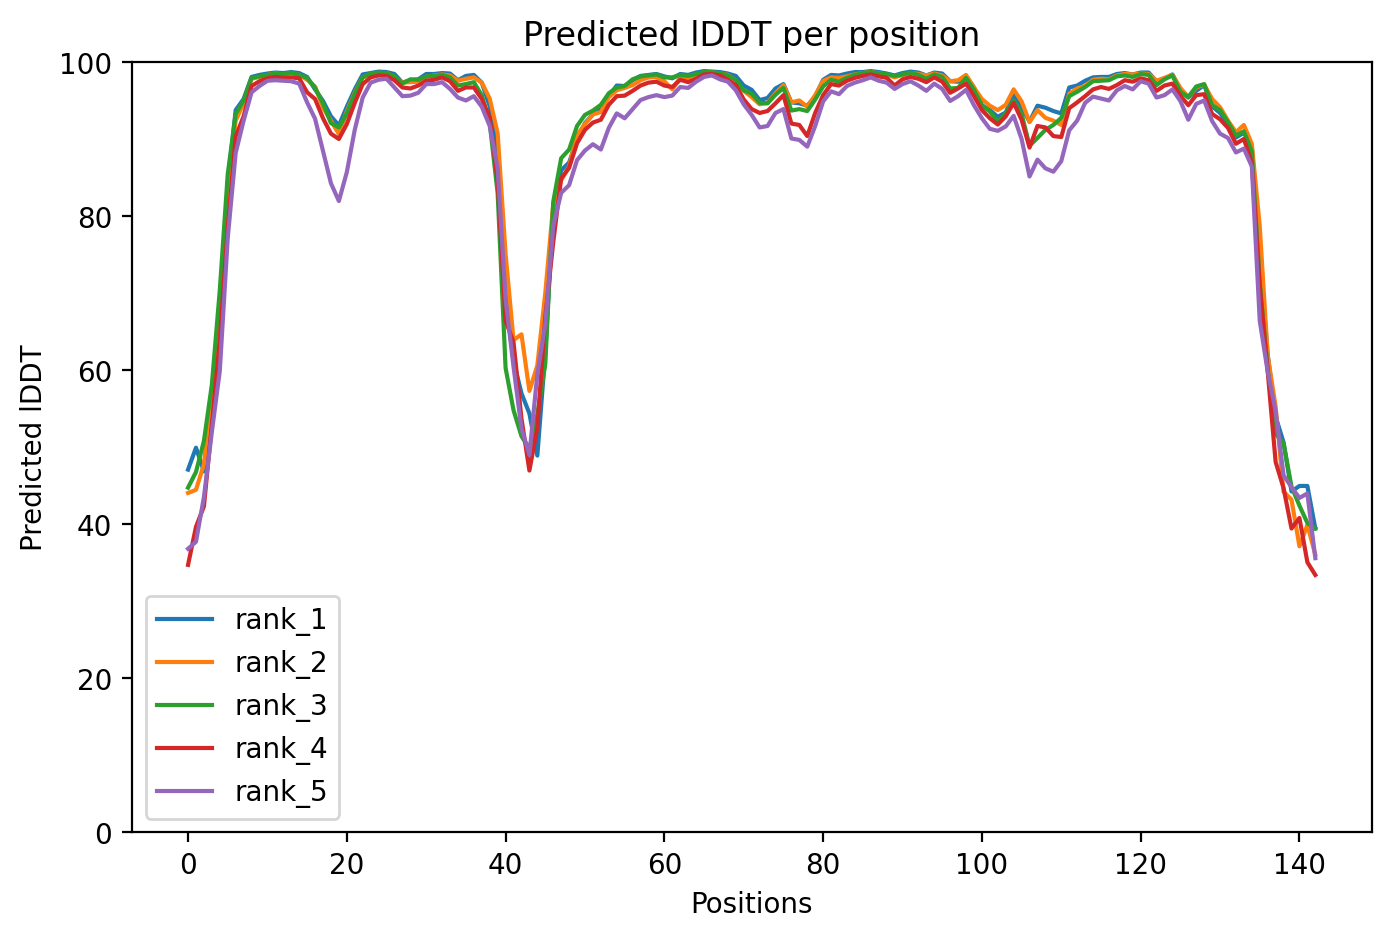 Predicted lDDT per position
100
80
60
40
20
0
Predicted lDDT
rank_1
rank_2
rank_3
rank_4
rank_5
0 20 40 60 80 100 120 140
Positions